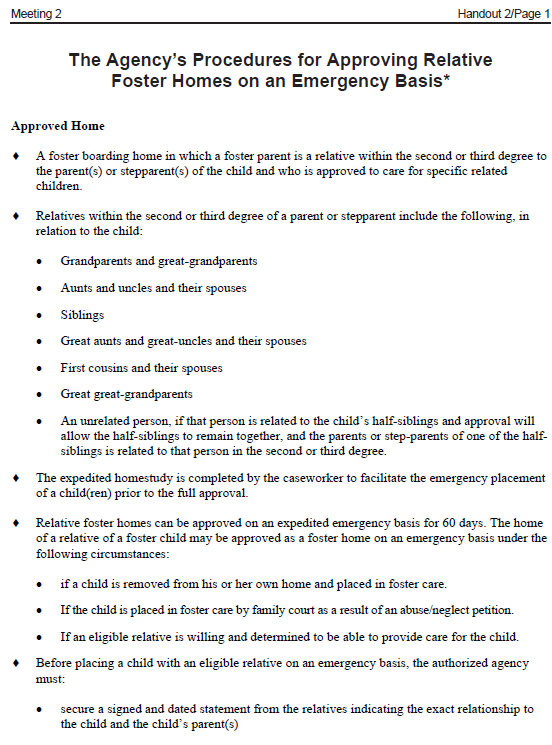 Meeting 2 Handout 2/Page 1
The Agency's Procedures for Approving Relative
Foster Homes on an Emergency Basis*
Approved Home
♦ A foster boarding home in which a foster parent is a relative within the second or third degree to
the parent(s) or stepparent(s) of the child and who is approved to care for specific related
children.
♦ Relatives within the second or third degree of a parent or stepparent include the following, in
relation to the child:
• Grandparents and great-grandparents
• Aunts and uncles and their spouses
• Siblings
• Great aunts and great-uncles and their spouses
• First cousins and their spouses
• Great great-grandparents
• An unrelated person, if that person is related to the child's half-siblings and approval will
allow the half-siblings to remain together, and the parents or step-parents of one of the half-
siblings is related to that person in the second or third degree.
♦ The expedited homestudy is completed by the caseworker to facilitate the emergency placement
of a child(ren) prior to the full approval.
♦ Relative foster homes can be approved on an expedited emergency basis for 60 days. The home
of a relative of a foster child may be approved as a foster home on an emergency basis under the
following circumstances:
• if a child is removed from his or her own home and placed in foster care.
• If the child is placed in foster care by family court as a result of an abuse/neglect petition.
• If an eligible relative is willing and determined to be able to provide care for the child.
♦ Before placing a child with an eligible relative on an emergency basis, the authorized agency
must:
• secure a signed and dated statement from the relatives indicating the exact relationship to
the child and the child's parent(s)